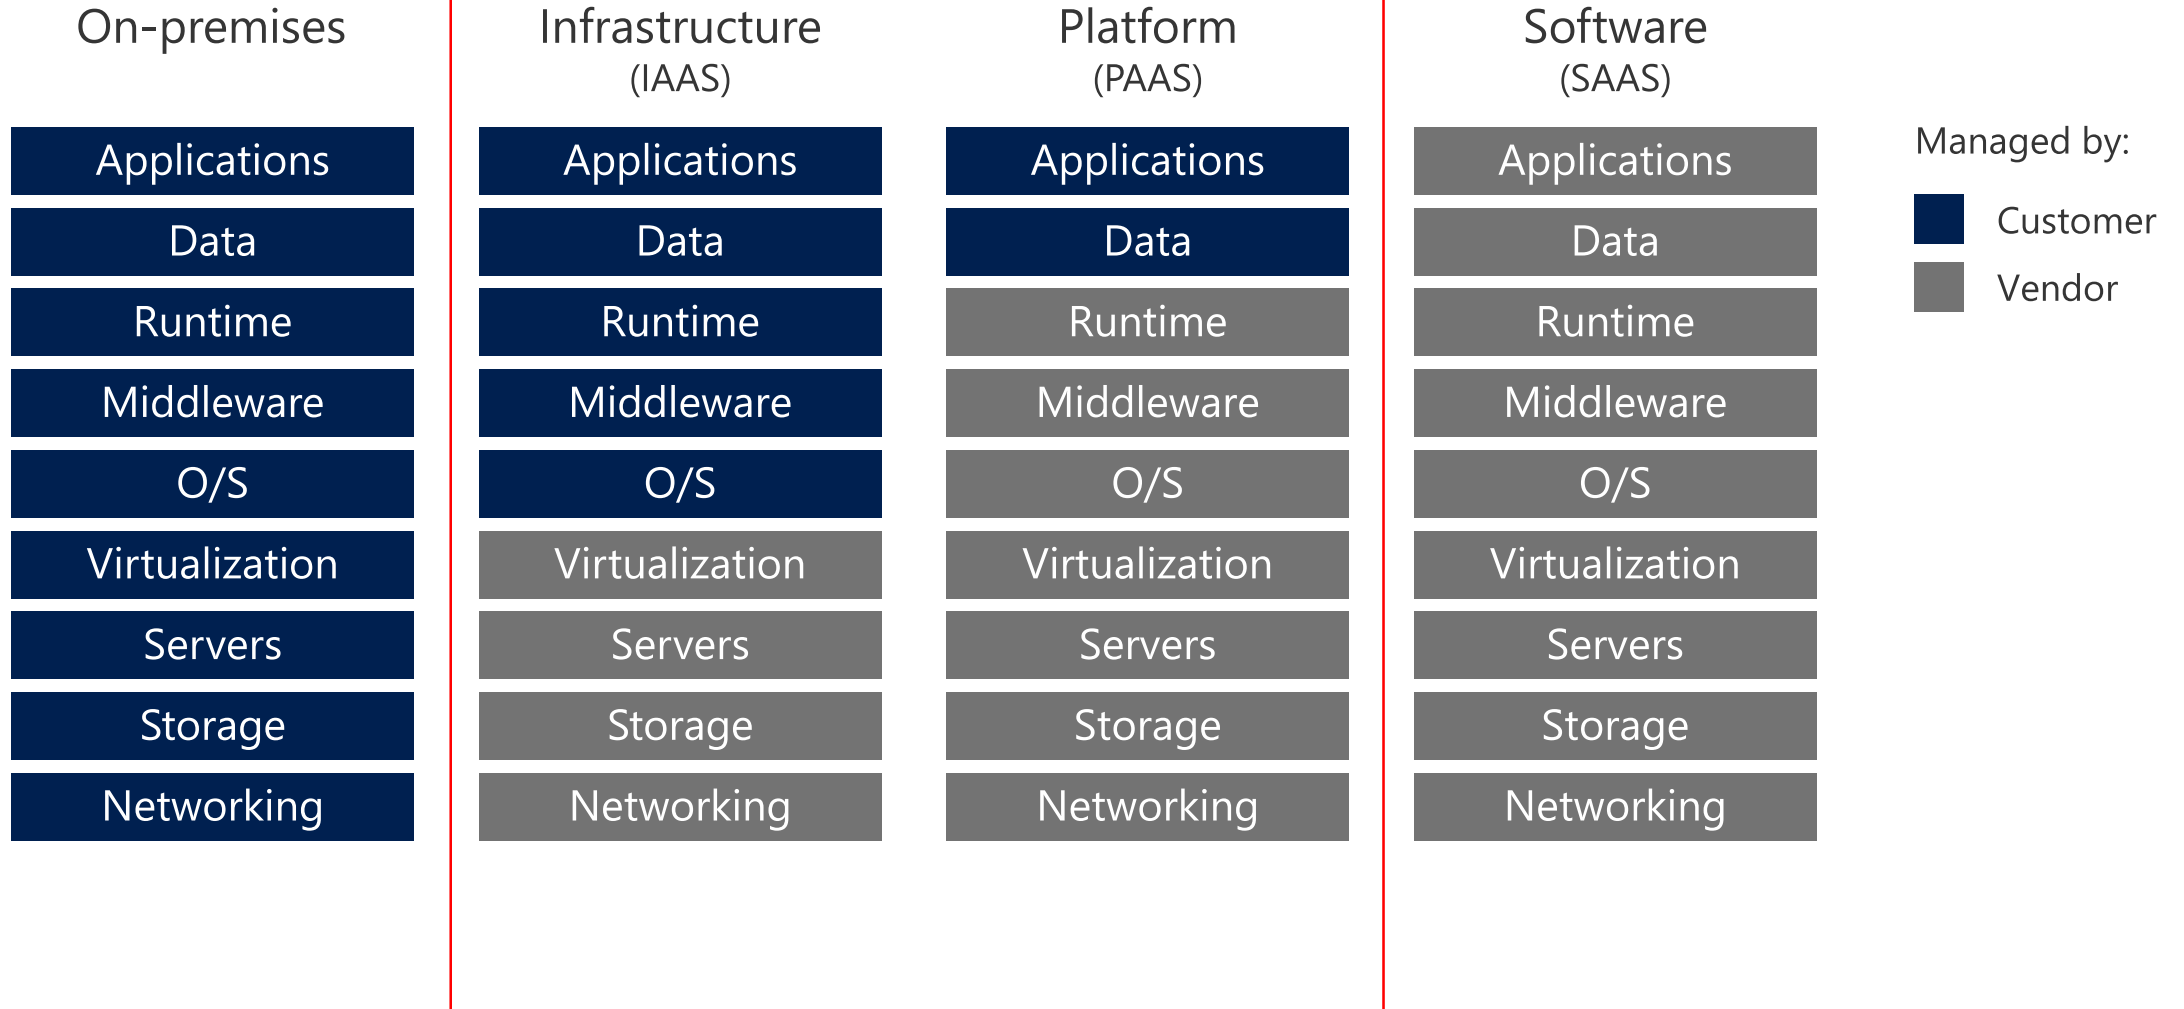 On-premises
Infrastructure
(IAAS)
Platform
(PAAS)
Software
(SAAS)
Applications
Data
Runtime
Middleware
O/S
Virtualization
Servers
Storage
Networking
Applications
Data
Runtime
Middleware
O/S
Virtualization
Servers
Storage
Networking
Applications
Data
Runtime
Middleware
O/S
Virtualization
Servers
Storage
Networking
Applications
Data
Runtime
Middleware
O/S
Virtualization
Servers
Storage
Networking
Managed by:
Customer
Vendor